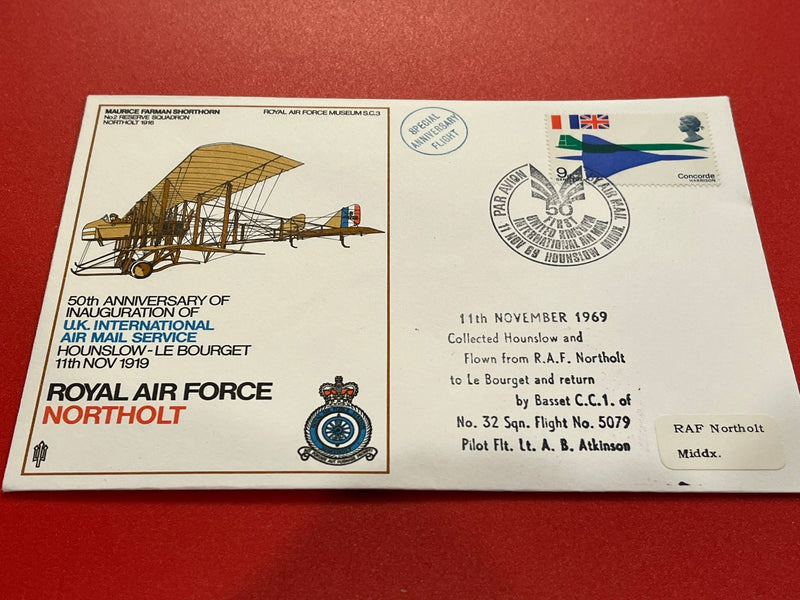 MAURICE FARMAN SHORTHORN
No2 RESERVE SQUADRON
NORTHOLT 1916
ROYAL AIR FORCE MUSEUM S.C.3
50th ANNIVERSARY OF
INAUGURATION OF
U.K. INTERNATIONAL
AIR MAIL SERVICE
HOUNSLOW - LE BOURGET
11th NOV 1919
ROYAL AIR FORCE
NORTHOLT
SPECIAL
ANNIVERSARY
FLIGHT
9
Concorde
HARRISON
PAR AVION
BY AIR MAIL
50
FIRST
UNITED KINGDOM
INTERNATIONAL AIR MAIL
11 NOV 69 HOUNSLOW MIDDX.
11th NOVEMBER 1969
Collected Hounslow and
Flown from R.A.F. Northolt
to Le Bourget and return
by Basset C.C.1. of
No. 32 Sqn. Flight No. 5079
Pilot Flt. Lt. A. B. Atkinson
RAF Northolt
Middx.